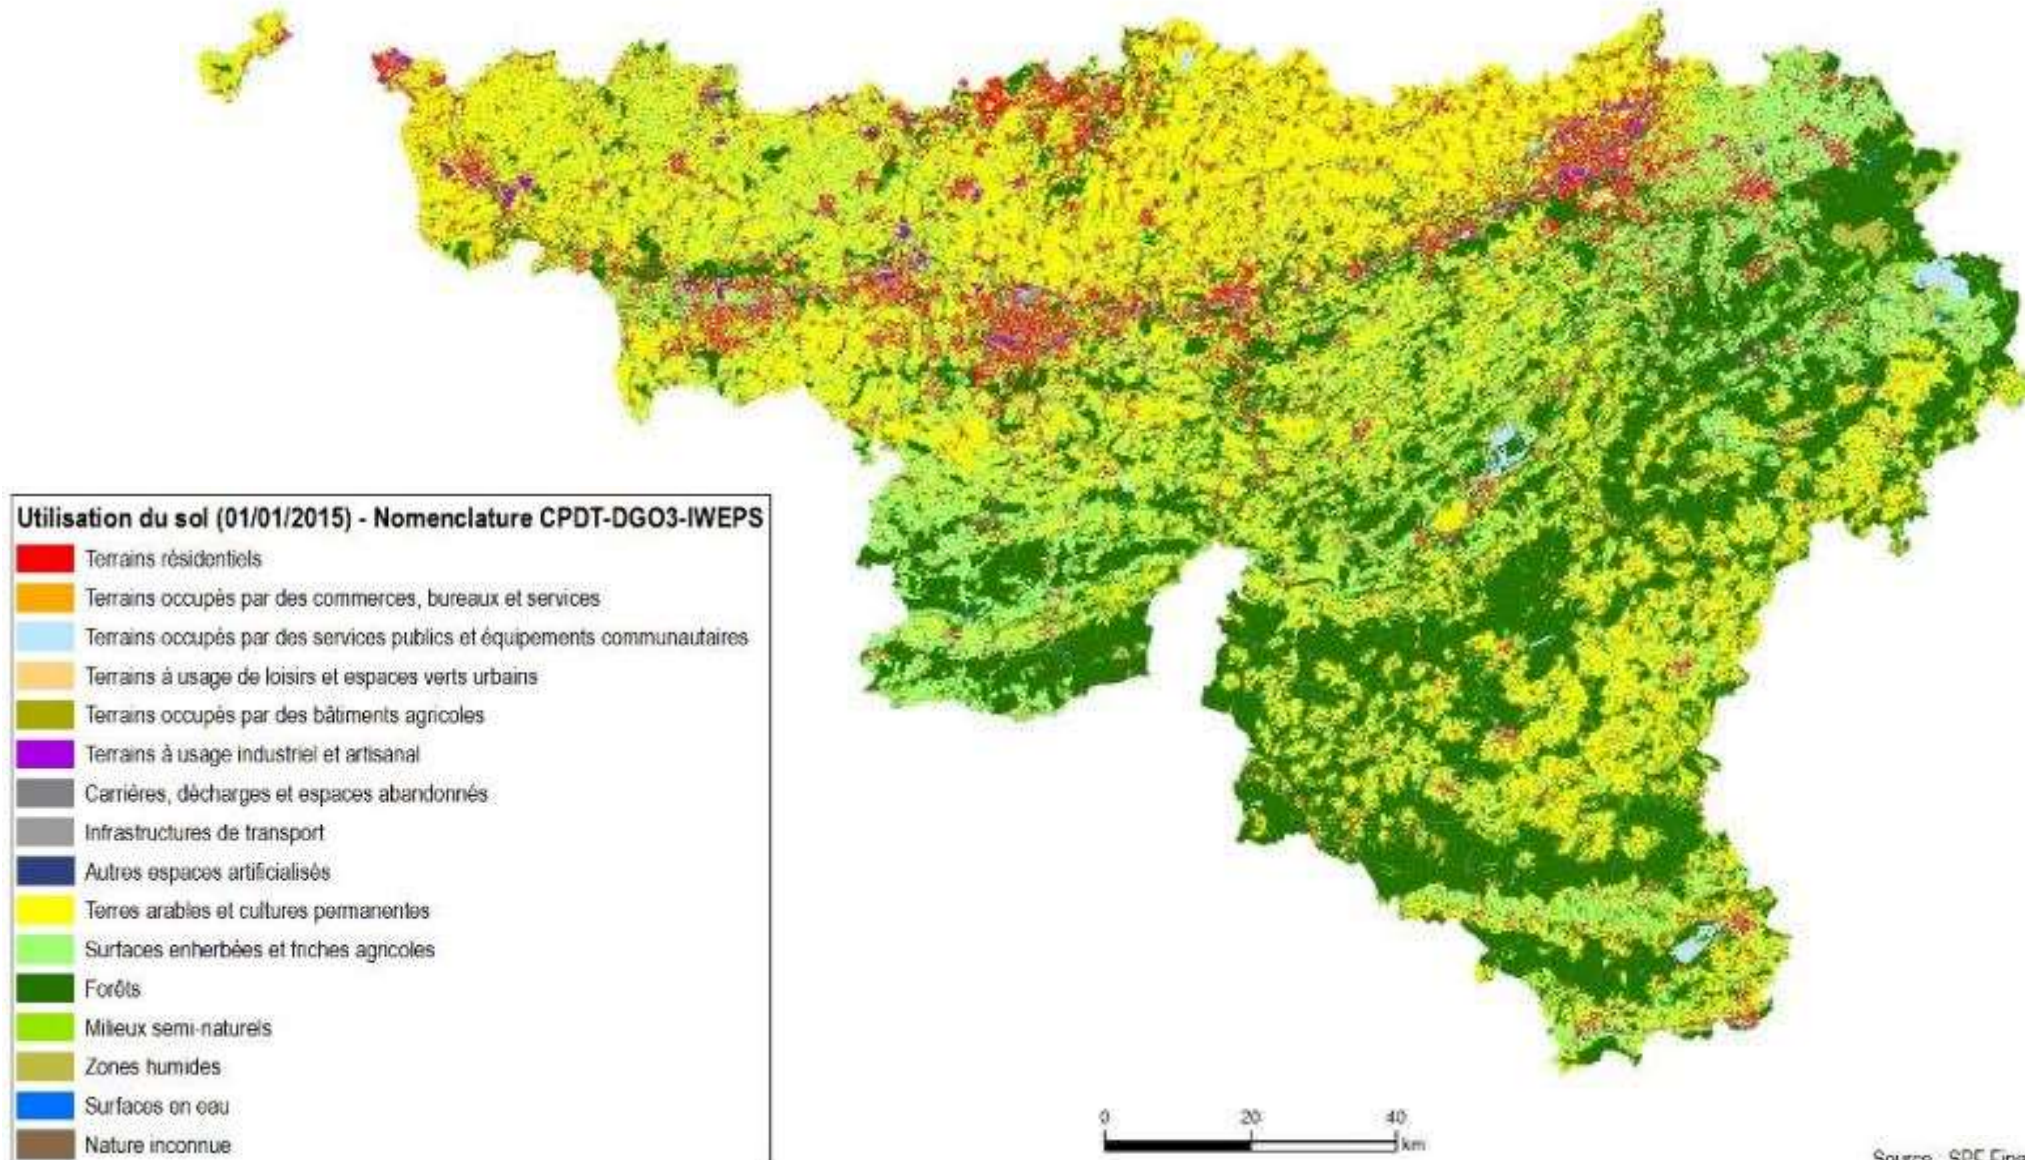 Utilisation du sol (01/01/2015) - Nomenclature CPDT-DGO3-IWEPS
Terrains résidentiels
Terrains occupés par des commerces, bureaux et services
Terrains occupés par des services publics et équipements communautaires
Terrains à usage de loisirs et espaces verts urbains
Terrains occupés par des bâtiments agricoles
Terrains à usage industriel et artisanal
Carrières, décharges et espaces abandonnés
Infrastructures de transport
Autres espaces artificialisés
Terres arables et cultures permanentes
Surfaces enherbées et friches agricoles
Forêts
Milieux semi-naturels
Zones humides
Surfaces en eau
Nature inconnue
0 20 40
km
Source : SPF